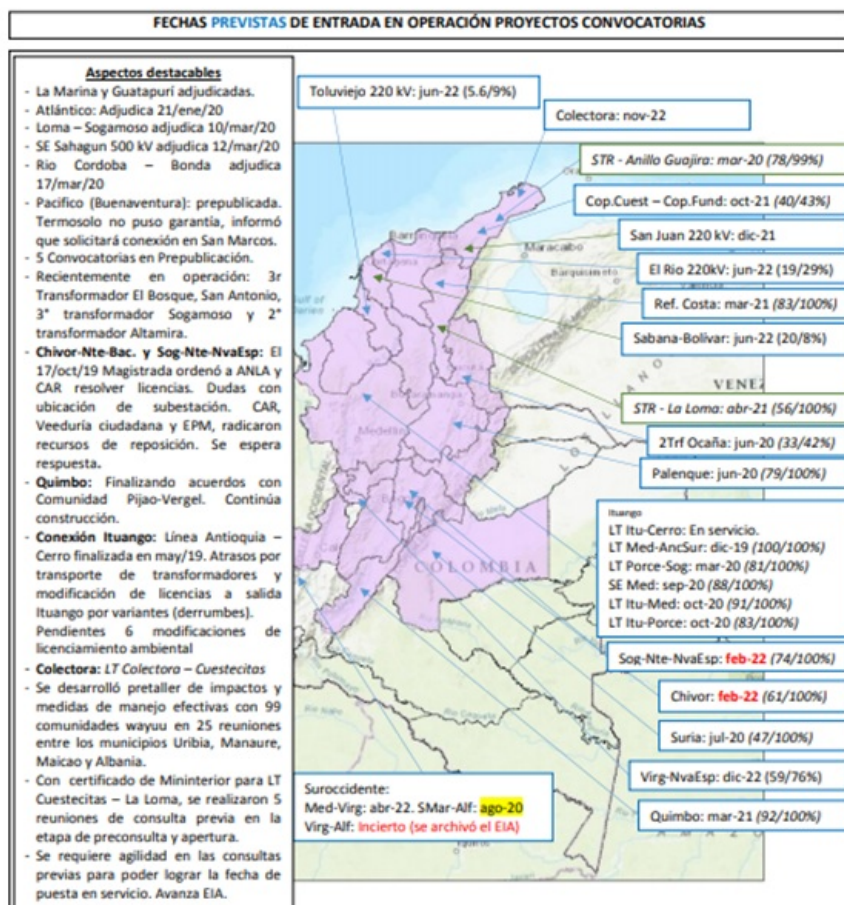 FECHAS PREVISTAS DE ENTRADA EN OPERACIÓN PROYECTOS CONVOCATORIAS
Aspectos destacables
- La Marina y Guatapurí adjudicadas.
- Atlántico: Adjudica 21/ene/20
- Loma – Sogamoso adjudica 10/mar/20
- SE Sahagun 500 kV adjudica 12/mar/20
- Rio Cordoba – Bonda adjudica
17/mar/20
- Pacifico (Buenaventura): prepublicada.
Termosolo no puso garantía, informó
que solicitará conexión en San Marcos.
- 5 Convocatorias en Prepublicación.
- Recientemente en operación: 3r
Transformador El Bosque, San Antonio,
3° transformador Sogamoso y 2°
transformador Altamira.
- Chivor-Nte-Bac. y Sog-Nte-NvaEsp: El
17/oct/19 Magistrada ordenó a ANLA y
CAR resolver licencias. Dudas con
ubicación de subestación. CAR,
Veeduría ciudadana y EPM, radicaron
recursos de reposición. Se espera
respuesta.
- Quimbo: Finalizando acuerdos con
Comunidad Pijao-Vergel. Continúa
construcción.
- Conexión Ituango: Línea Antioquia –
Cerro finalizada en may/19. Atrasos por
transporte de transformadores y
modificación de licencias a salida
Ituango por variantes (derrumbes).
Pendientes 6 modificaciones de
licenciamiento ambiental
- Colectora: LT Colectora – Cuestecitas
- Se desarrolló pretaller de impactos y
medidas de manejo efectivas con 99
comunidades wayuu en 25 reuniones
entre los municipios Uribia, Manaure,
Maicao y Albania.
- Con certificado de Mininterior para LT
Cuestecitas – La Loma, se realizaron 5
reuniones de consulta previa en la
etapa de preconsulta y apertura.
- Se requiere agilidad en las consultas
previas para poder lograr la fecha de
puesta en servicio. Avanza EIA.
Toluviejo 220 kV: jun-22 (5.6/9%)
Colectora: nov-22
STR - Anillo Guajira: mar-20 (78/99%)
Cop.Cuest – Cop.Fund: oct-21 (40/43%)
San Juan 220 kV: dic-21
El Rio 220kV: jun-22 (19/29%)
Ref. Costa: mar-21 (83/100%)
Sabana-Bolívar: jun-22 (20/8%)
STR - La Loma: abr-21 (56/100%)
2Trf Ocaña: jun-20 (33/42%)
Palenque: jun-20 (79/100%)
Ituango
LT Itu-Cerro: En servicio.
LT Med-AncSur: dic-19 (100/100%)
LT Porce-Sog: mar-20 (81/100%)
SE Med: sep-20 (88/100%)
LT Itu-Med: oct-20 (91/100%)
LT Itu-Porce: oct-20 (83/100%)
Sog-Nte-NvaEsp: feb-22 (74/100%)
Chivor: feb-22 (61/100%)
Suria: jul-20 (47/100%)
Virg-NvaEsp: dic-22 (59/76%)
Quimbo: mar-21 (92/100%)
Suroccidente:
Med-Virg: abr-22. SMar-Alf: ago-20
Virg-Alf: Incierto (se archivó el EIA)
Maracaibo
Barquisimeto
VENEZ
Medellín
COLOMBIA